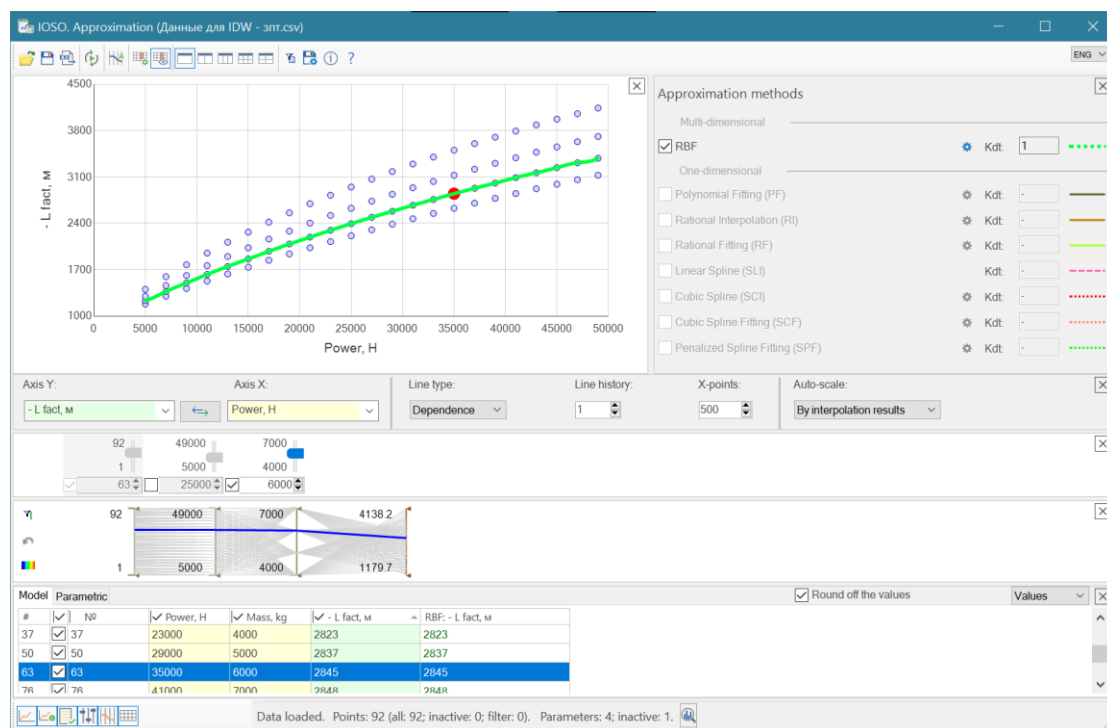 IOSO. Approximation (Данные для IDW - зпт.csv)
ENG
4500
3800
3100
2400
1700
1000
- L fact, м
0 5000 10000 15000 20000 25000 30000 35000 40000 45000 50000
Power, H
Approximation methods
Multi-dimensional
RBF Kdt: 1
One-dimensional
Polynomial Fitting (PF) Kdt: -
Rational Interpolation (RI) Kdt: -
Rational Fitting (RF) Kdt: -
Linear Spline (SLI) Kdt: -
Cubic Spline (SCI) Kdt: -
Cubic Spline Fitting (SCF) Kdt: -
Penalized Spline Fitting (SPF) Kdt: -
Axis Y: Axis X: Line type: Line history: X-points: Auto-scale:
- L fact, м Power, H Dependence 1 500 By interpolation results
92 49000 7000
1 5000 4000
63 25000 6000
92 49000 7000 4138.2
1 5000 4000 1179.7
Model Parametric Round off the values Values
# Nº Power, H Mass, kg - L fact, м RBF: - L fact, м
37 37 23000 4000 2823 2823
50 50 29000 5000 2837 2837
63 63 35000 6000 2845 2845
76 76 41000 7000 2848 2848
Data loaded. Points: 92 (all: 92; inactive: 0; filter: 0). Parameters: 4; inactive: 1.